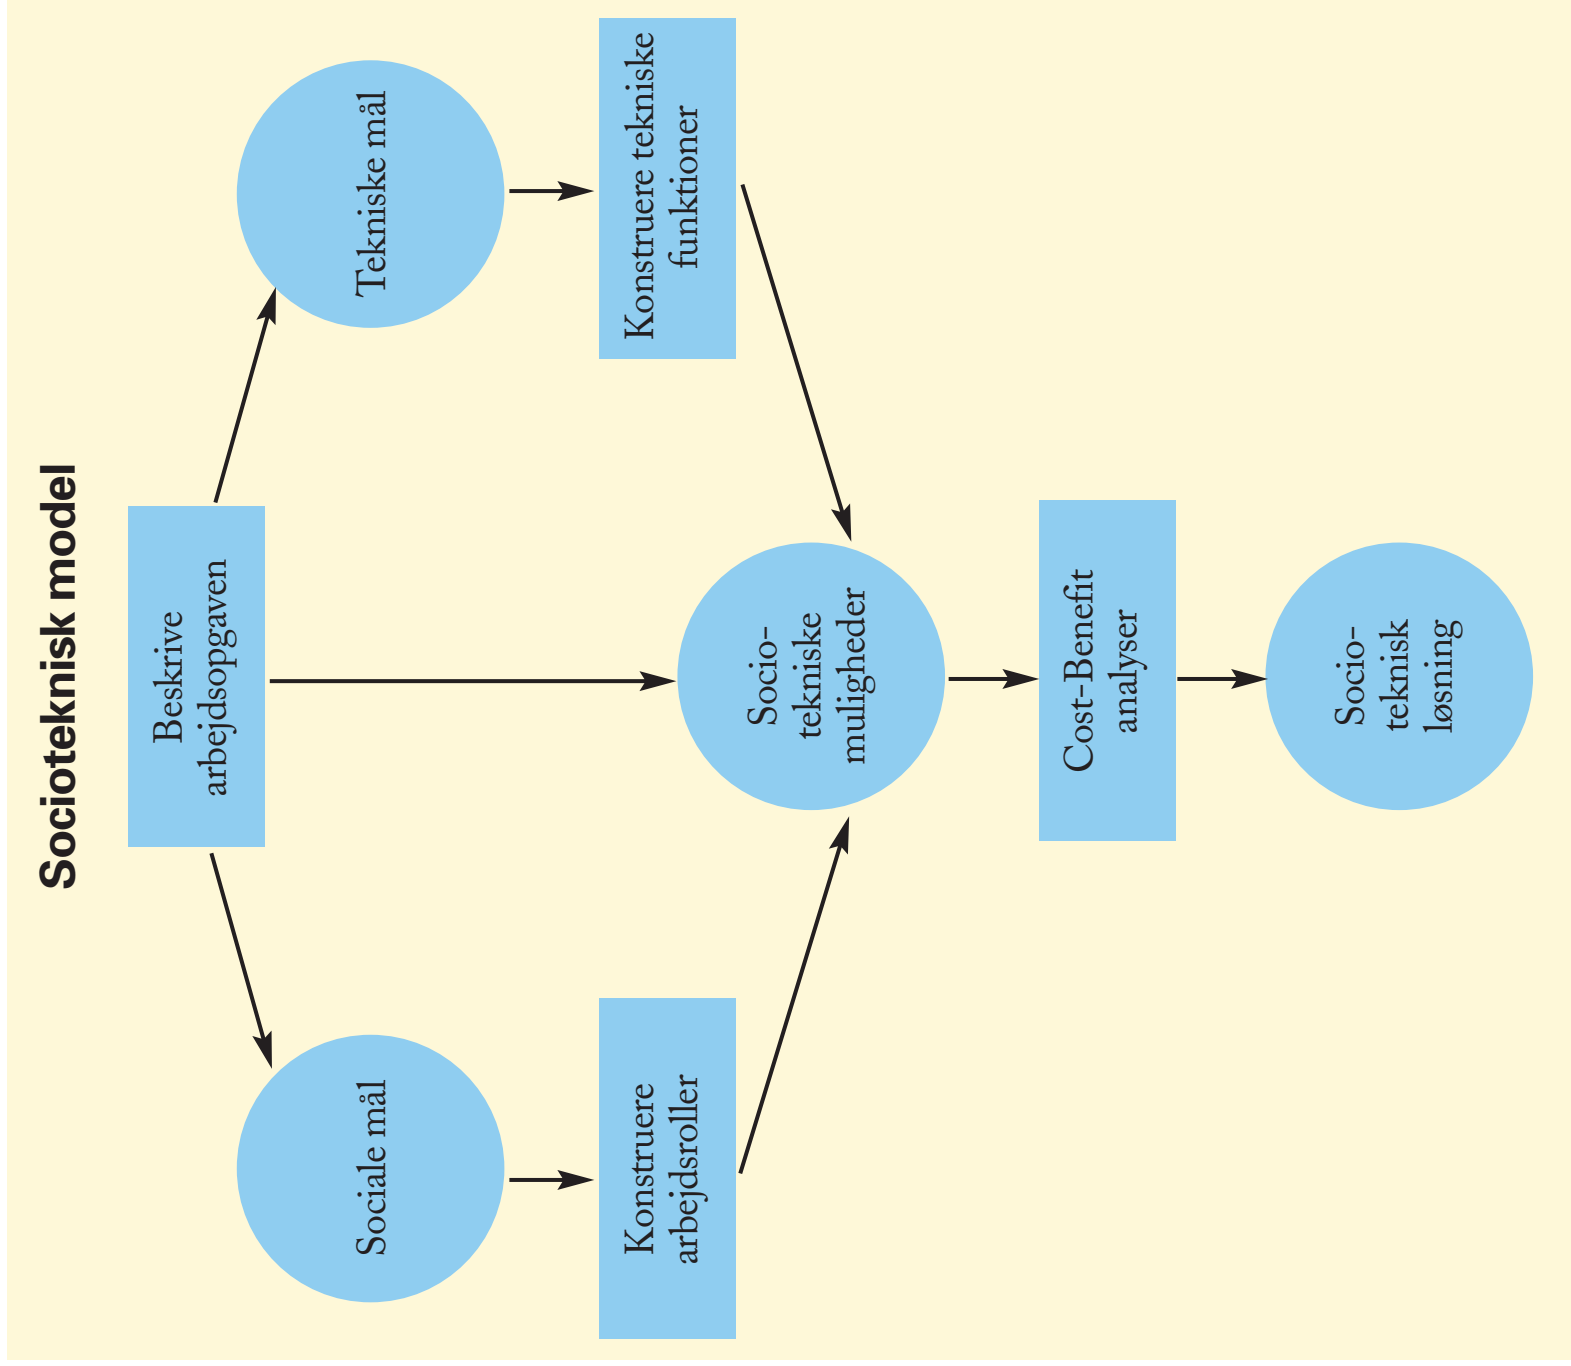 Socioteknisk model
Beskrive
arbejdsopgaven
Sociale mål
Tekniske mål
Konstruere
arbejdsroller
Konstruere tekniske
funktioner
Socio-
tekniske
muligheder
Cost-Benefit
analyser
Socio-
teknisk
løsning